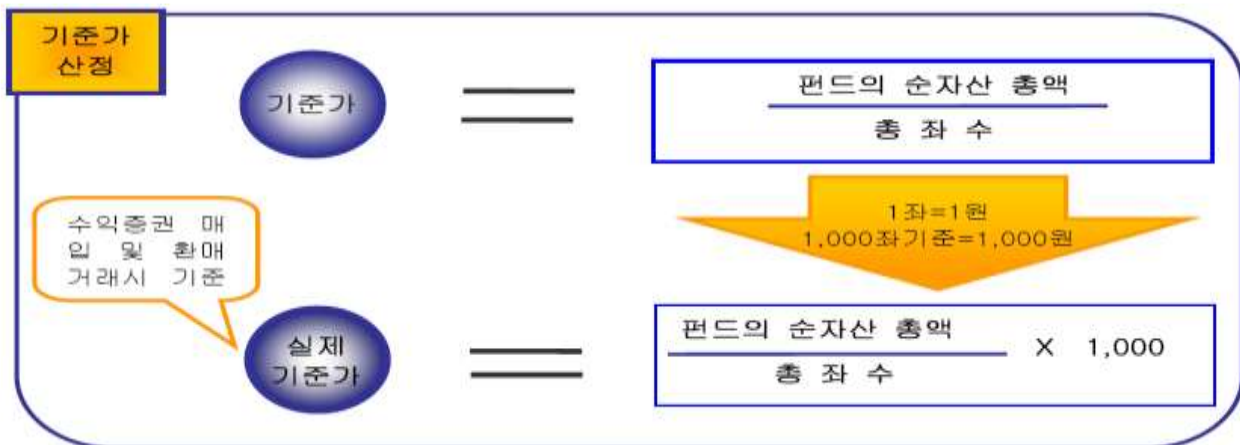 기준가
산정
기준가
펀드의 순자산 총액
총 좌 수
1좌=1원
1,000좌기준=1,000원
수익증권 매
입 및 환매
거래시 기준
실제
기준가
펀드의 순자산 총액
총 좌 수
X 1,000